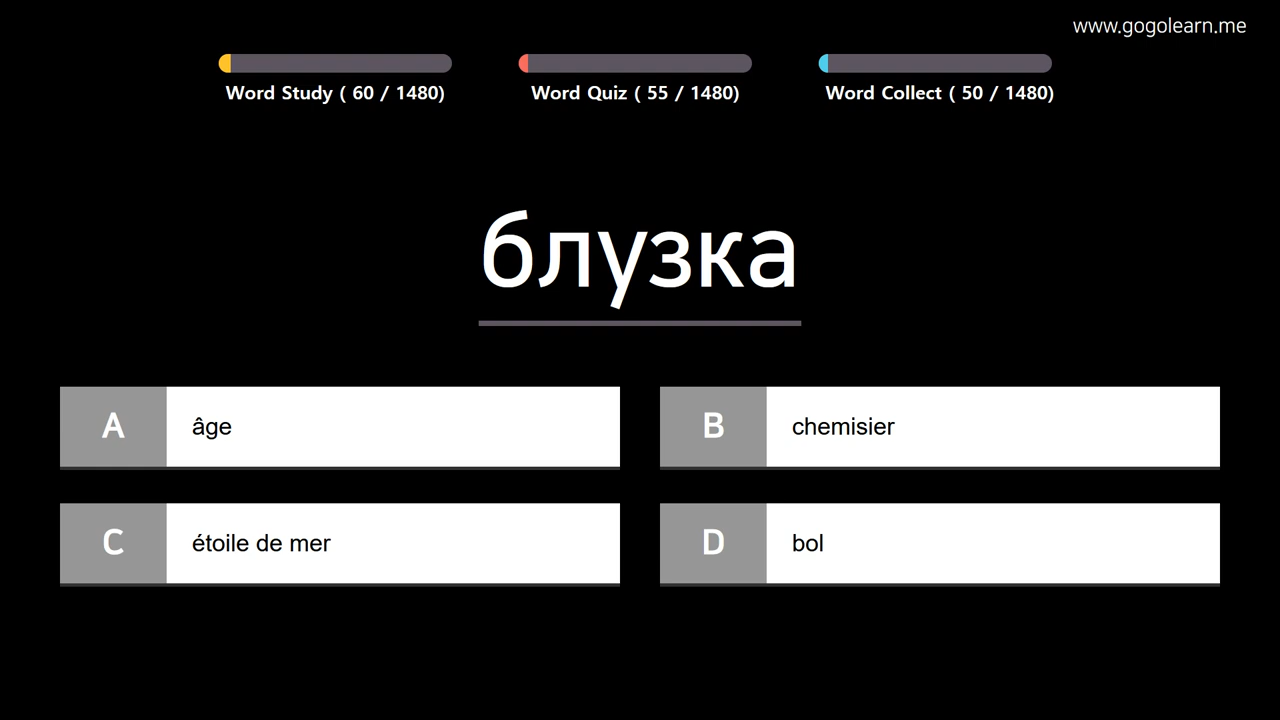 www.gogolearn.me
Word Study ( 60 / 1480)
Word Quiz ( 55 / 1480)
Word Collect ( 50 / 1480)
блузка
A âge
B chemisier
C étoile de mer
D bol